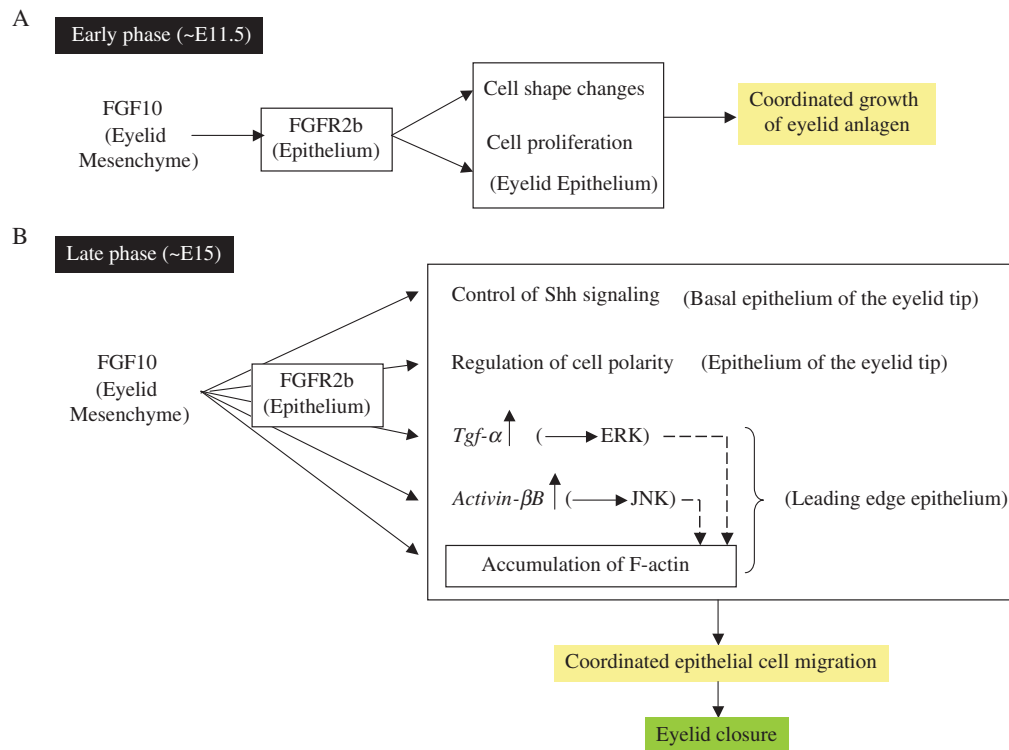 A
Early phase (~E11.5)
FGF10
(Eyelid
Mesenchyme)
FGFR2b
(Epithelium)
Cell shape changes
Cell proliferation
(Eyelid Epithelium)
Coordinated growth
of eyelid anlagen
B
Late phase (~E15)
FGF10
(Eyelid
Mesenchyme)
FGFR2b
(Epithelium)
Control of Shh signaling (Basal epithelium of the eyelid tip)
Regulation of cell polarity (Epithelium of the eyelid tip)
Tgf-α ( ERK)
Activin-βB ( JNK)
(Leading edge epithelium)
Accumulation of F-actin
Coordinated epithelial cell migration
Eyelid closure